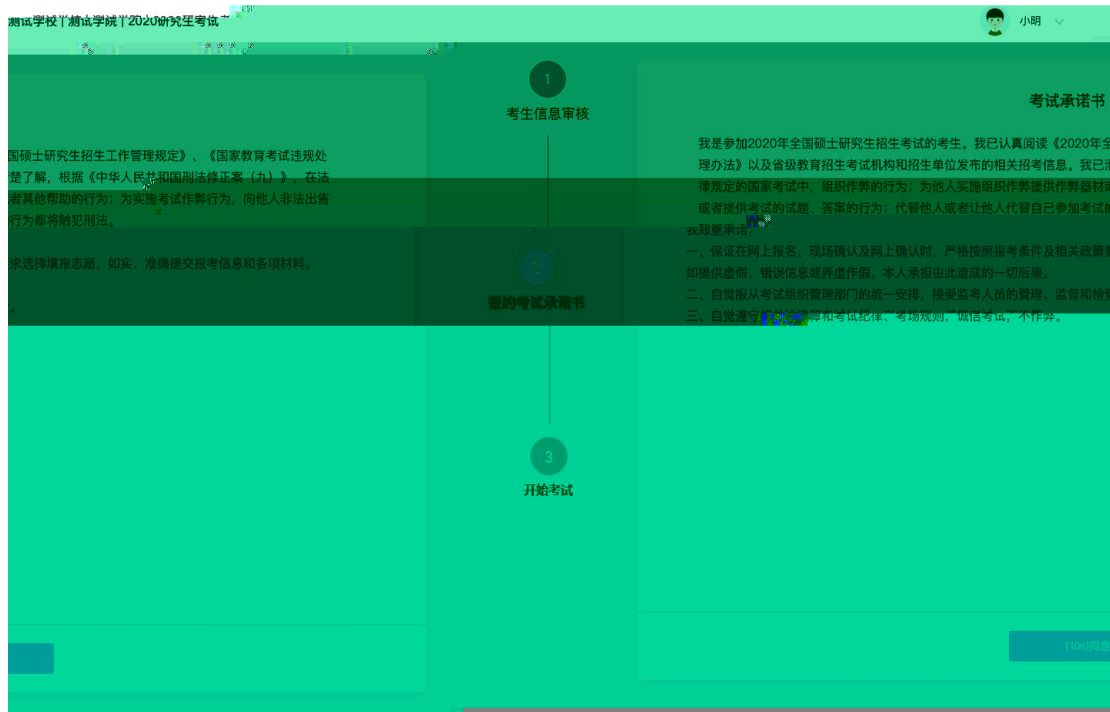 测试学校丨测试学院丨2020研究生考试
小明
国硕士研究生招生工作管理规定》、《国家教育考试违规处
楚了解，根据《中华人民共和国刑法修正案（九）》，在法
者其他帮助的行为；为实施考试作弊行为，向他人非法出售
行为都将触犯刑法。
求选择填报志愿，如实、准确提交报考信息和各项材料。
1
考生信息审核
2
签约考试承诺书
3
开始考试
考试承诺书
我是参加2020年全国硕士研究生招生考试的考生。我已认真阅读《2020年全
理办法》以及省级教育招生考试机构和招生单位发布的相关招考信息。我已清
律规定的国家考试中，组织作弊的行为；为他人实施组织作弊提供作弊器材或
或者提供考试的试题、答案的行为；代替他人或者让他人代替自己参加考试的
我郑重承诺：
一、保证在网上报名、现场确认及网上确认时，严格按照报考条件及相关政策要
如提供虚假、错误信息或弄虚作假，本人承担由此造成的一切后果。
二、自觉服从考试组织管理部门的统一安排，接受监考人员的管理、监督和检查
三、自觉遵守 法律和考试纪律、考场规则，诚信考试，不作弊。
(10s)同意